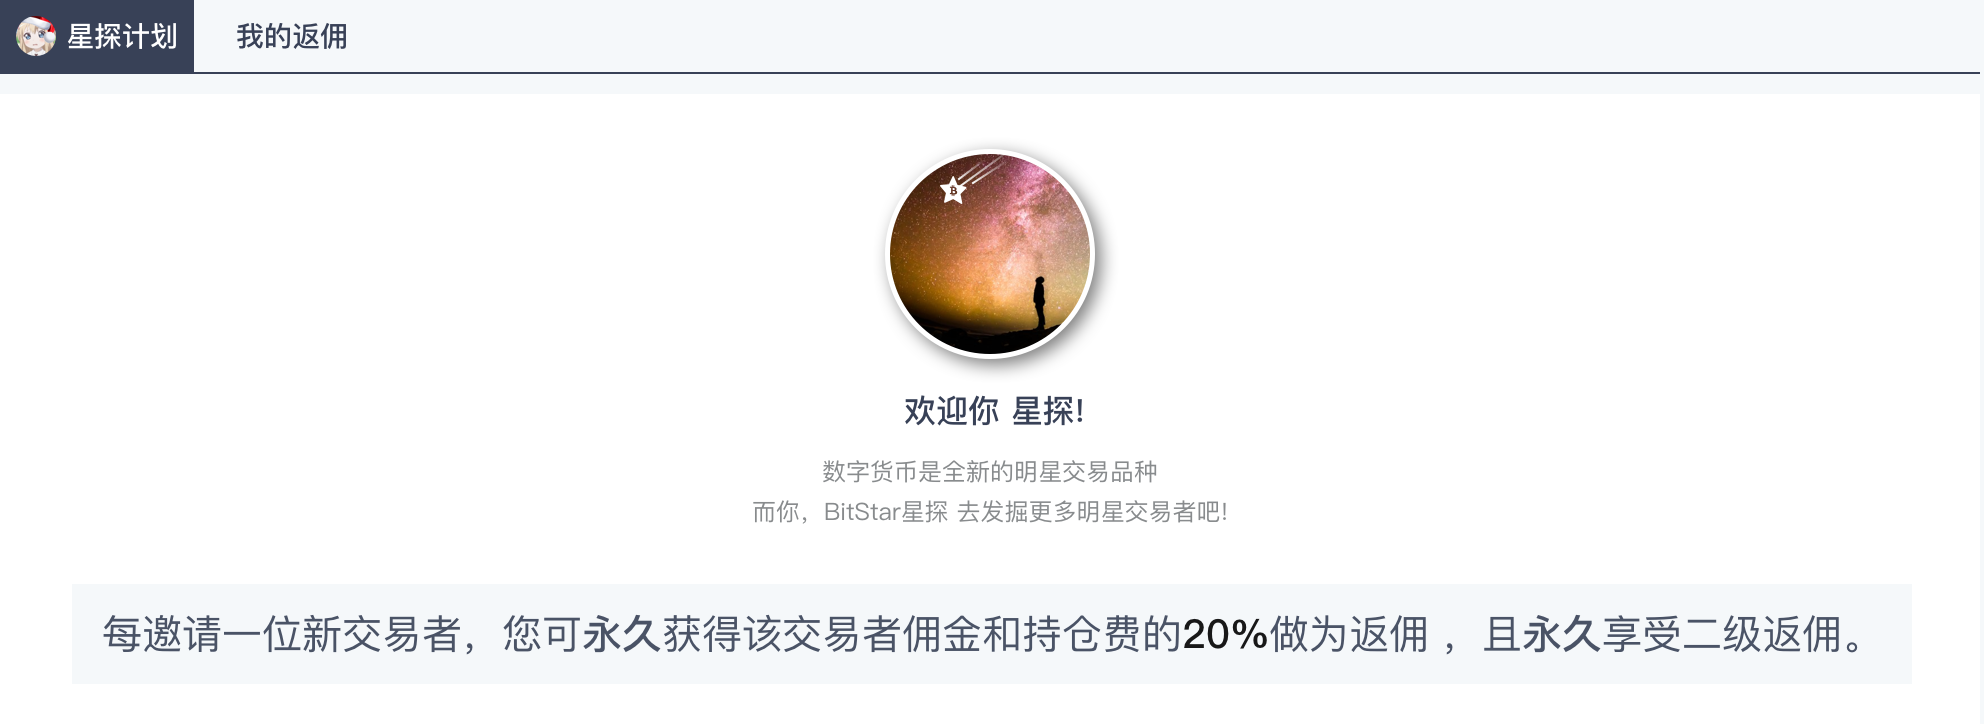 星探计划
我的返佣
欢迎你 星探!
数字货币是全新的明星交易品种
而你，BitStar星探 去发掘更多明星交易者吧!
每邀请一位新交易者，您可永久获得该交易者佣金和持仓费的20%做为返佣 ，且永久享受二级返佣。